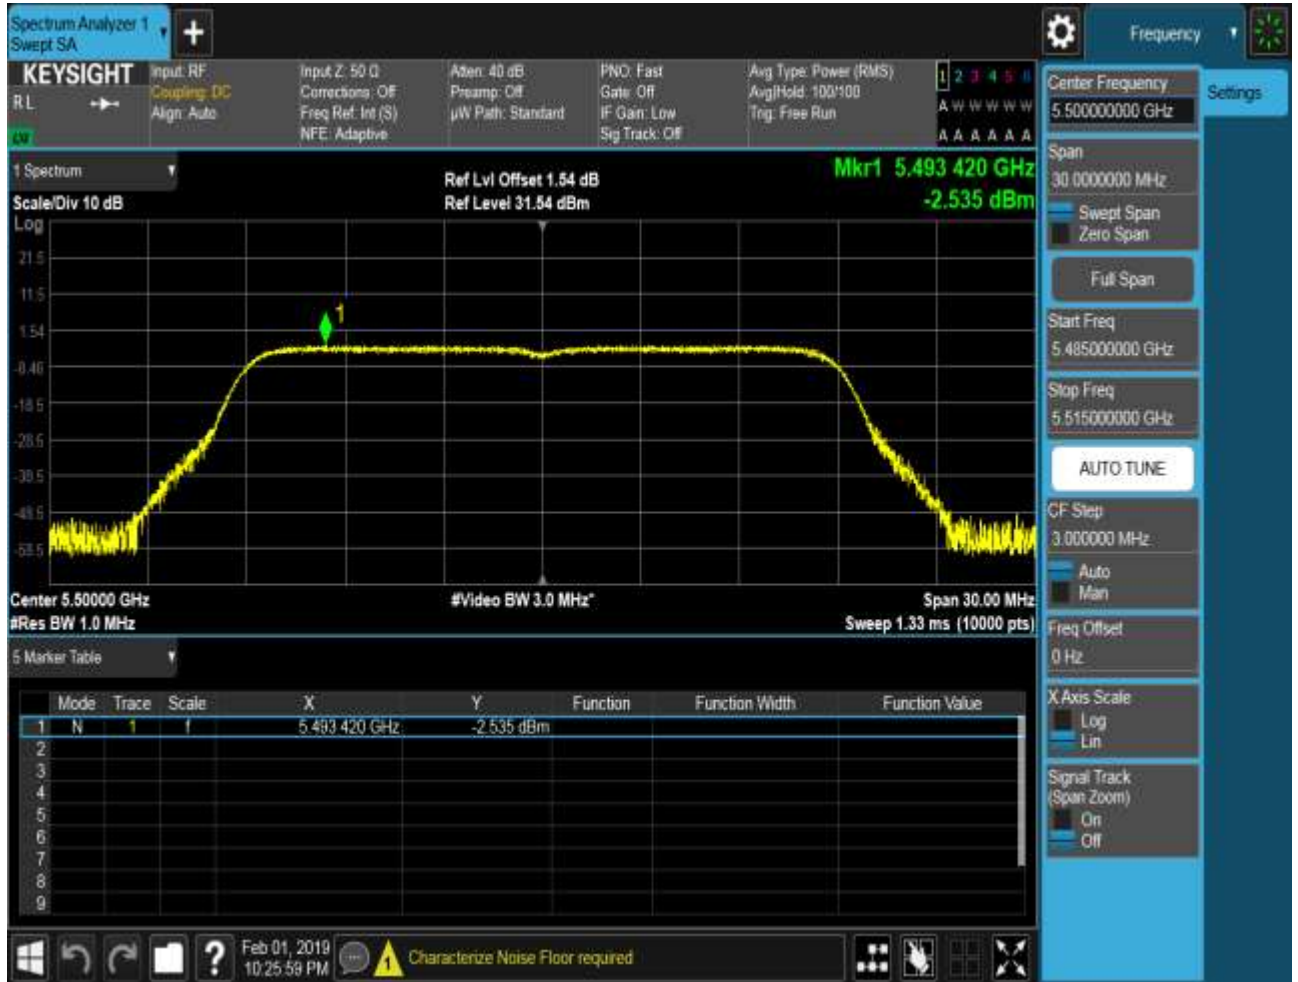 Spectrum Analyzer 1
Swept SA
+
Frequency
KEYSIGHT
RL
Input: RF
Coupling: DC
Align: Auto
Input Z: 50 Ω
Corrections: Off
Freq Ref: Int (S)
NFE: Adaptive
Atten: 40 dB
Preamp: Off
µW Path: Standard
PNO: Fast
Gate: Off
IF Gain: Low
Sig Track: Off
Avg Type: Power (RMS)
Avg|Hold: 100/100
Trig: Free Run
1 2 3 4 5 6
A W W W W W
A A A A A A
1 Spectrum
Scale/Div 10 dB
Ref Lvl Offset 1.54 dB
Ref Level 31.54 dBm
Mkr1 5.493 420 GHz
-2.535 dBm
Log
21.5
11.5
1.54
-8.46
-18.5
-28.5
-38.5
-48.5
-58.5
1
Center 5.50000 GHz
#Video BW 3.0 MHz*
Span 30.00 MHz
#Res BW 1.0 MHz
Sweep 1.33 ms (10000 pts)
5 Marker Table
Mode Trace Scale X Y Function Function Width Function Value
1 N 1 f 5.493 420 GHz -2.535 dBm
2
3
4
5
6
7
8
9
Feb 01, 2019
10:25:59 PM
1
Characterize Noise Floor required
Center Frequency
5.500000000 GHz
Settings
Span
30.0000000 MHz
Swept Span
Zero Span
Full Span
Start Freq
5.485000000 GHz
Stop Freq
5.515000000 GHz
AUTO TUNE
CF Step
3.000000 MHz
Auto
Man
Freq Offset
0 Hz
X Axis Scale
Log
Lin
Signal Track
(Span Zoom)
On
Off